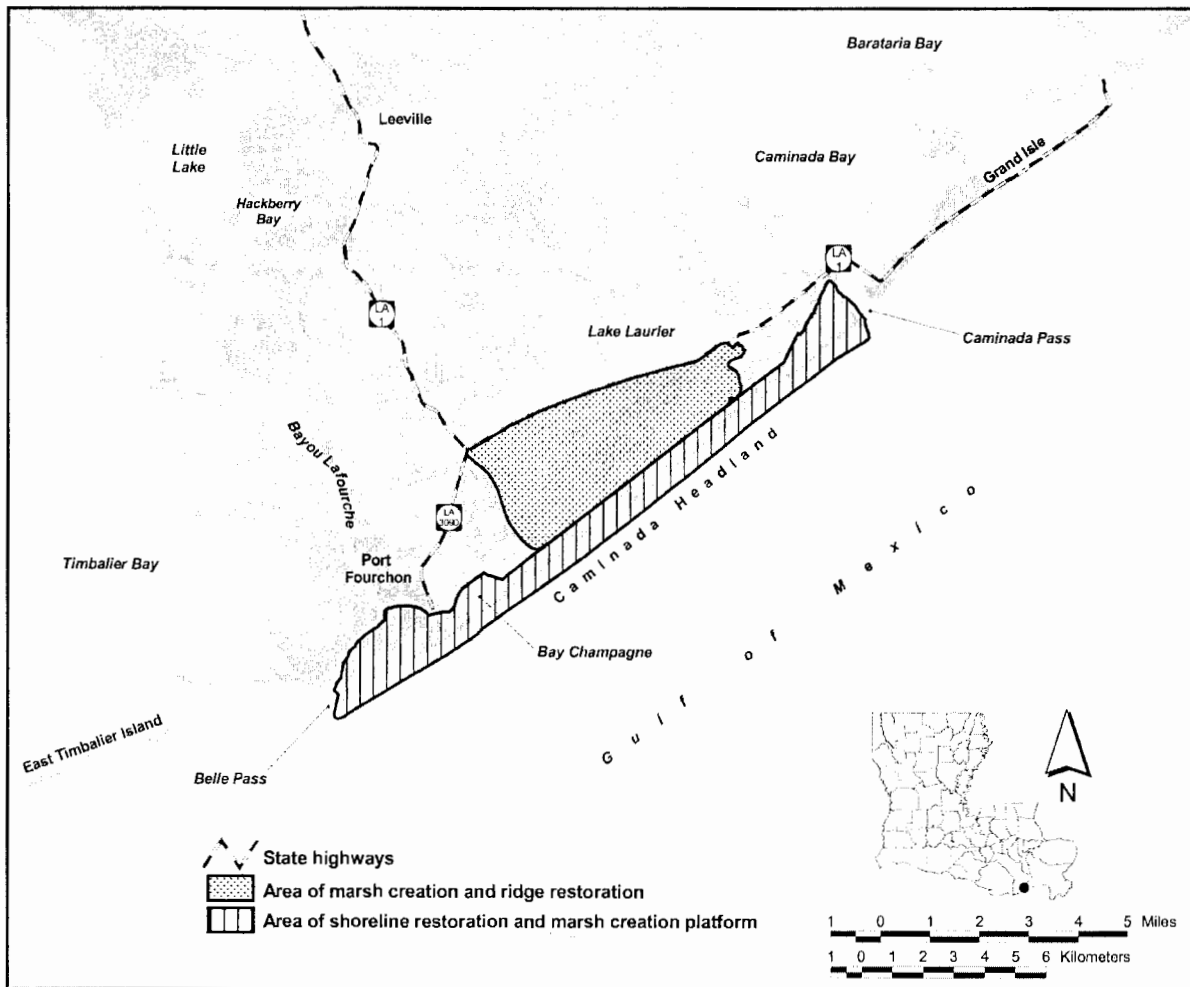 Barataria Bay
Leeville
Little
Lake
Caminada Bay
Grand Isle
Hackberry
Bay
LA
1
LA
1
Lake Laurier
Caminada Pass
Bayou Lafourche
LA
3090
Caminada Headland
Port
Fourchon
Timbalier Bay
Gulf of Mexico
Bay Champagne
East Timbalier Island
Belle Pass
N
State highways
Area of marsh creation and ridge restoration
Area of shoreline restoration and marsh creation platform
1 0 1 2 3 4 5 Miles
1 0 1 2 3 4 5 6 Kilometers